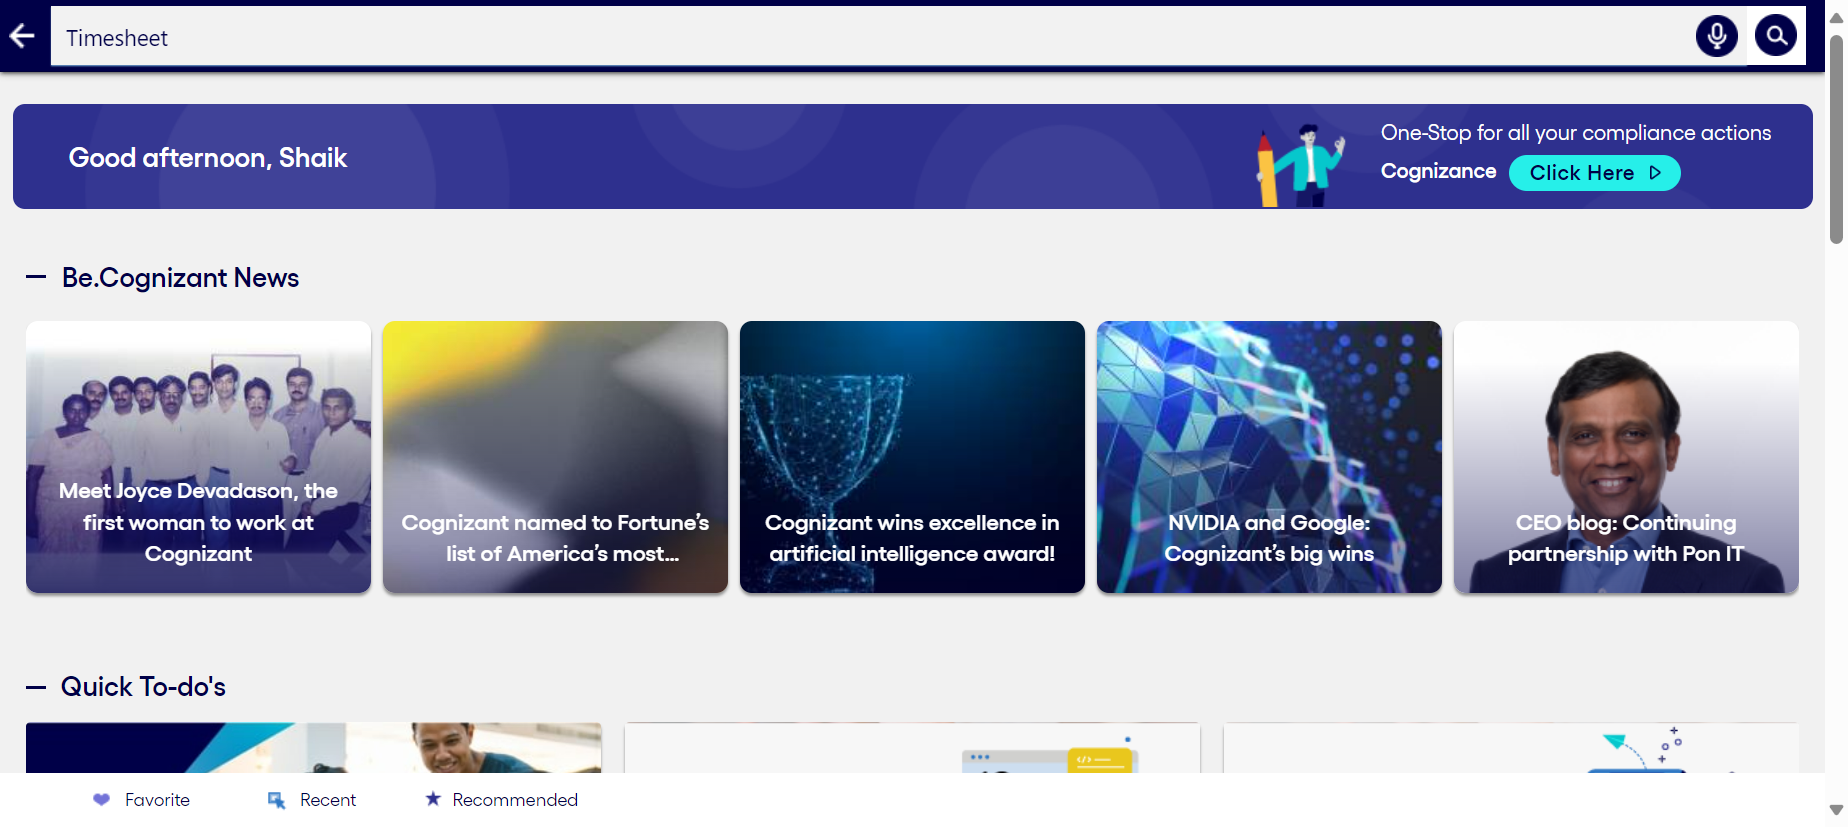 Timesheet
Good afternoon, Shaik
One-Stop for all your compliance actions
Cognizance
Click Here
Be.Cognizant News
Meet Joyce Devadason, the
first woman to work at
Cognizant
Cognizant named to Fortune’s
list of America’s most...
Cognizant wins excellence in
artificial intelligence award!
NVIDIA and Google:
Cognizant’s big wins
CEO blog: Continuing
partnership with Pon IT
Quick To-do's
Favorite
Recent
Recommended